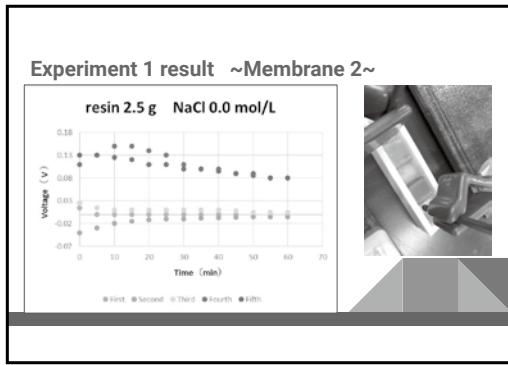 Experiment 1 result ~Membrane 2~
resin 2.5 g NaCl 0.0 mol/L
0.18
0.13
0.08
0.03
-0.02
-0.07
Voltage (V)
0 10 20 30 40 50 60 70
Time (min)
First Second Third Fourth Fifth